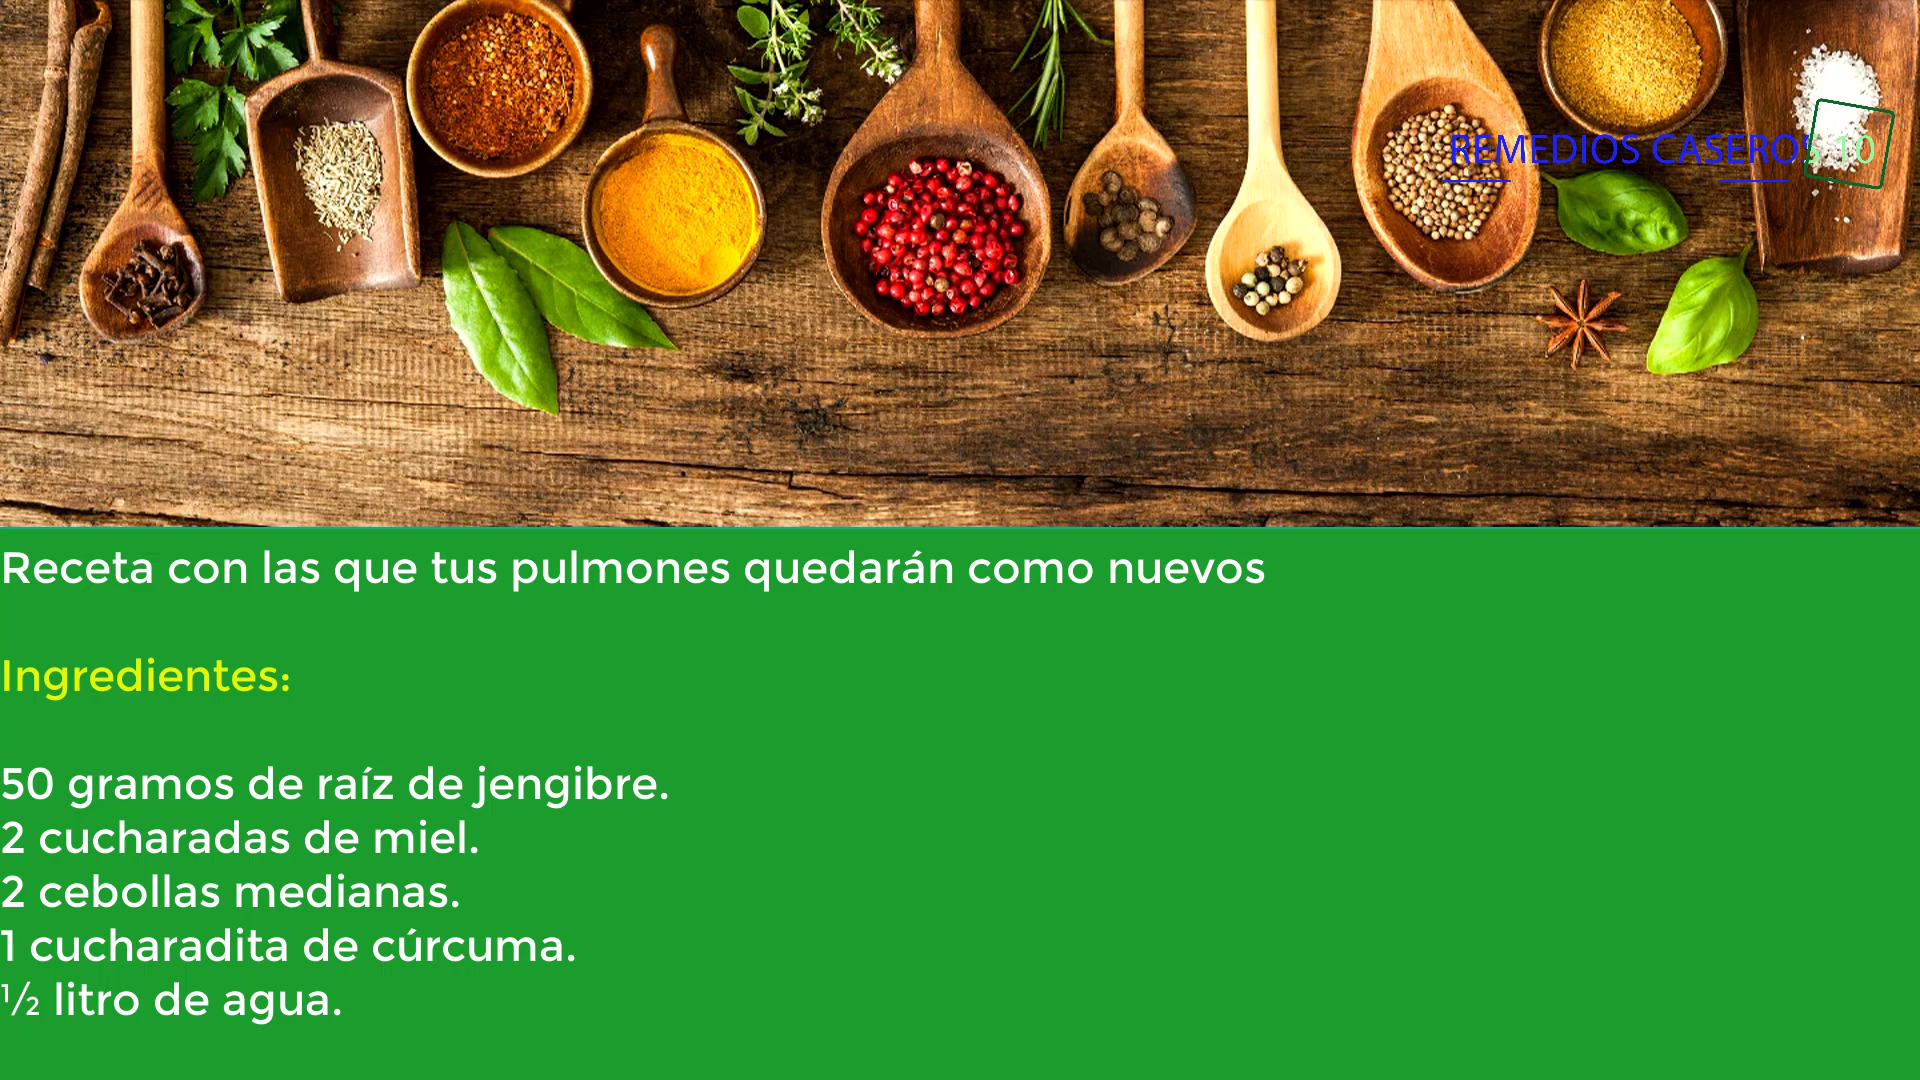 REMEDIOS CASEROS 10
Receta con las que tus pulmones quedarán como nuevos
Ingredientes:
50 gramos de raíz de jengibre.
2 cucharadas de miel.
2 cebollas medianas.
1 cucharadita de cúrcuma.
½ litro de agua.